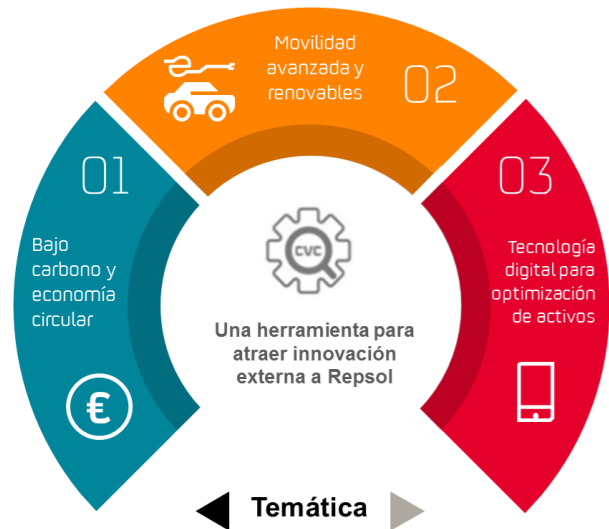 01
Bajo
carbono y
economía
circular
€
Movilidad
avanzada y
renovables
02
03
Tecnología
digital para
optimización
de activos
CVC
Una herramienta para
atraer innovación
externa a Repsol
Temática